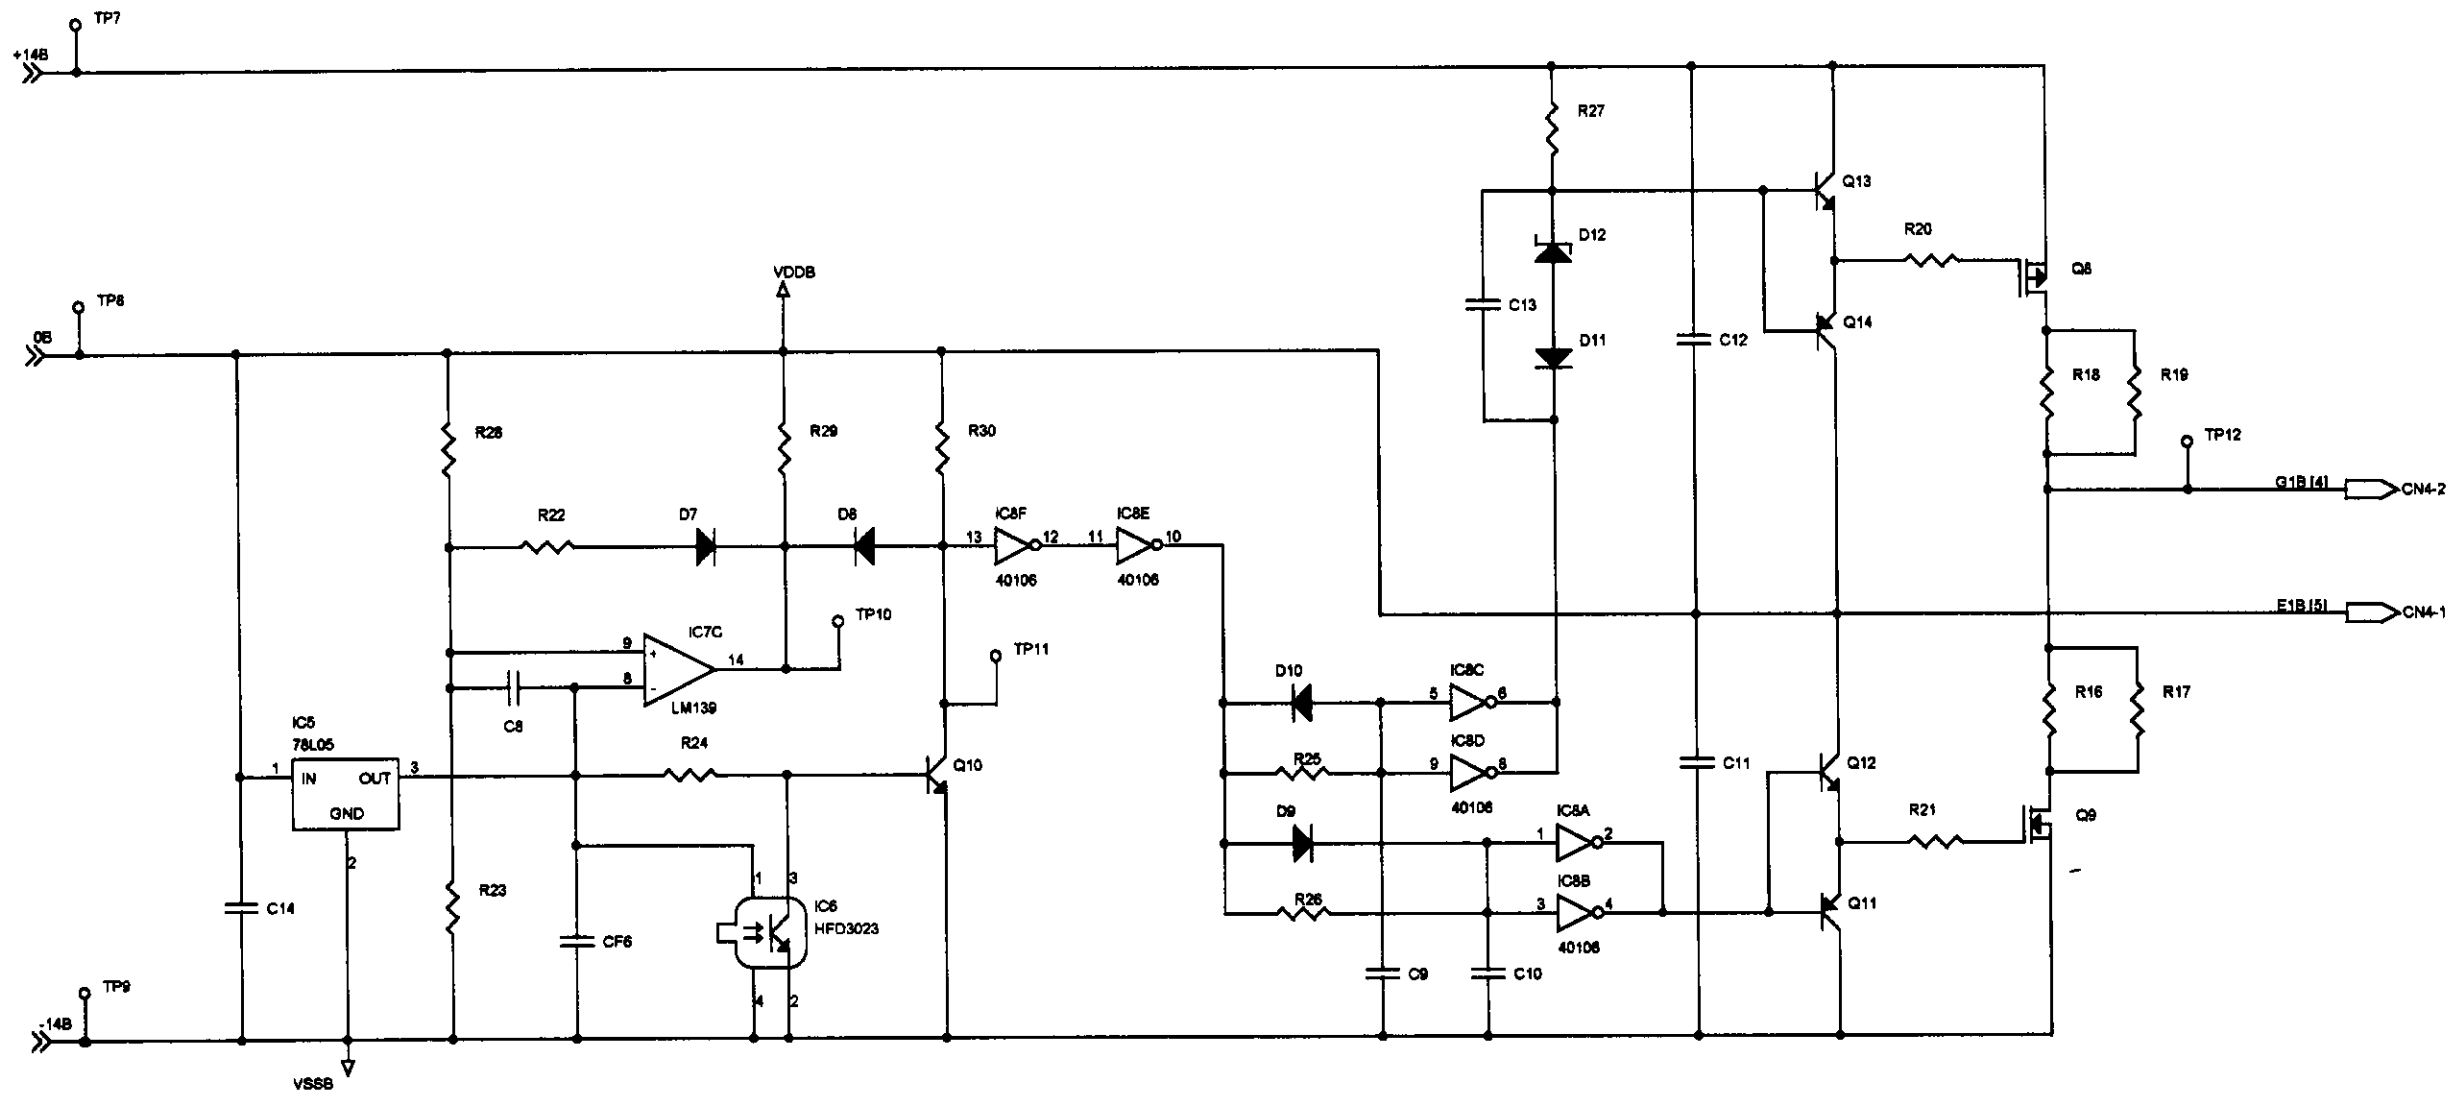 TP7
+14B
R27
Q13
D12
R20
Q8
VDDB
TP8
C13
Q14
0B
D11
C12
R18
R19
R28
R29
R30
TP12
G1B [4]
CN4-2
R22
D7
D8
IC8F
IC8E
13
12
11
10
40106
40106
TP10
E1B [5]
CN4-1
IC7C
9
+
14
TP11
8
-
LM139
D10
IC8C
5
6
R16
R17
C8
IC5
78L05
R24
IC8D
1
IN
OUT
3
Q10
R25
9
8
C11
Q12
GND
40106
D9
IC8A
R21
Q9
1
2
2
1
3
IC8B
R23
R26
3
4
Q11
C14
IC6
HFD3023
CF6
40106
C9
C10
TP9
4
2
-14B
VSSB